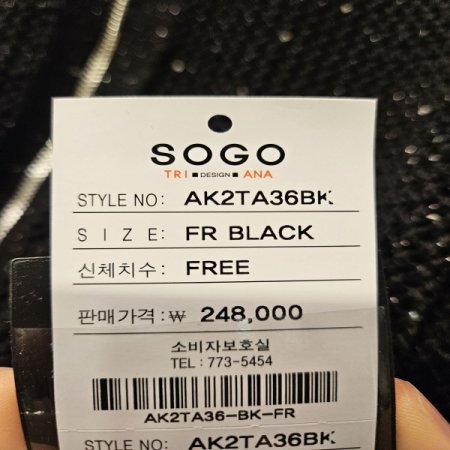 SOGO
TRI■DESIGN■ANA
STYLE NO: AK2TA36BK
SIZE: FR BLACK
신체치수: FREE
판매가격:₩ 248,000
소비자보호실
TEL : 773-5454
AK2TA36-BK-FR
STYLE NO: AK2TA36BK